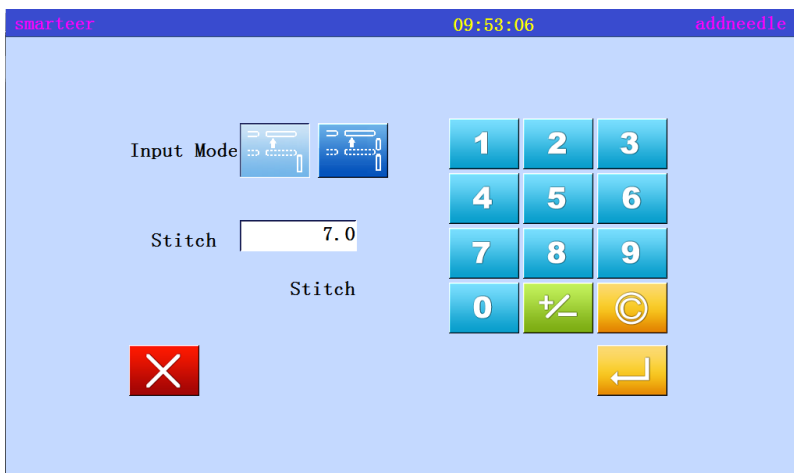 smarteer 09:53:06 addneedle
Input Mode
1 2 3
Stitch 7.0
4 5 6
7 8 9
Stitch
0 +/- ©